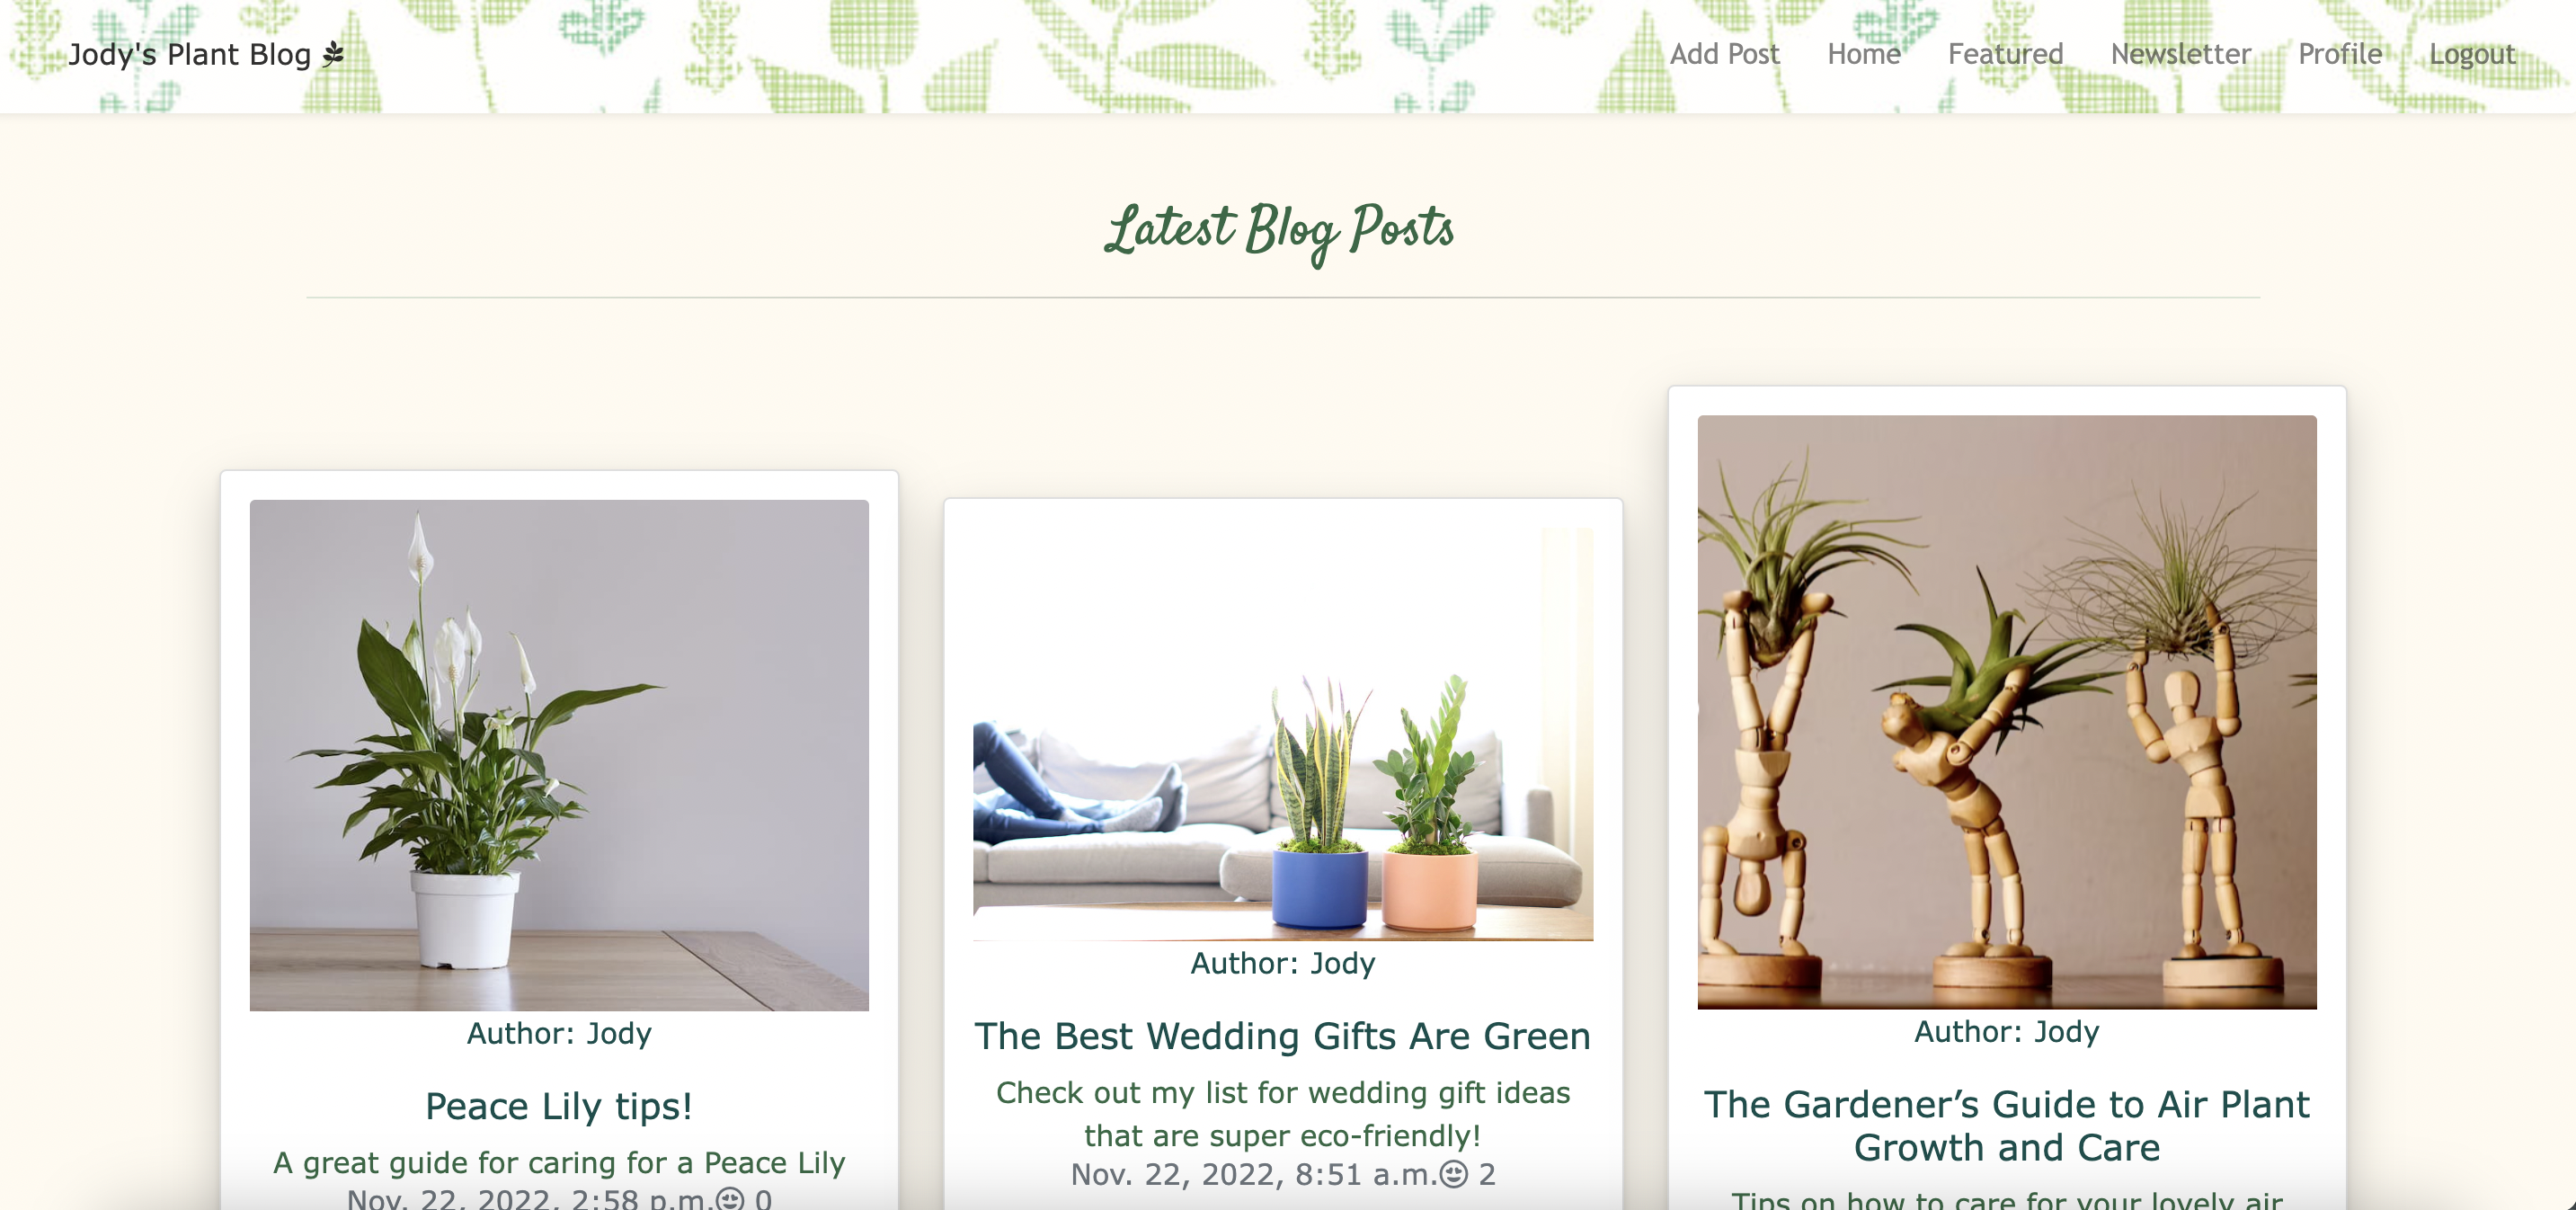 Jody's Plant Blog
Add Post Home Featured Newsletter Profile Logout
Latest Blog Posts
Author: Jody
Peace Lily tips!
A great guide for caring for a Peace Lily
Nov. 22, 2022, 2:58 p.m. 0
Author: Jody
The Best Wedding Gifts Are Green
Check out my list for wedding gift ideas
that are super eco-friendly!
Nov. 22, 2022, 8:51 a.m. 2
Author: Jody
The Gardener’s Guide to Air Plant
Growth and Care
Tips on how to care for your lovely air